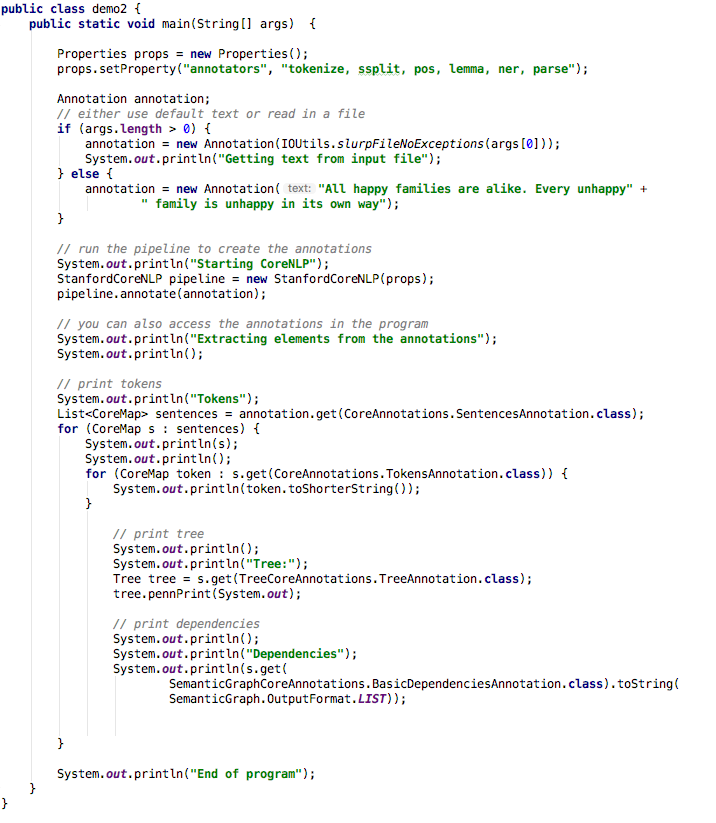 public class demo2 {
    public static void main(String[] args)  {

        Properties props = new Properties();
        props.setProperty("annotators", "tokenize, ssplit, pos, lemma, ner, parse");

        Annotation annotation;
        // either use default text or read in a file
        if (args.length > 0) {
            annotation = new Annotation(IOUtils.slurpFileNoExceptions(args[0]));
            System.out.println("Getting text from input file");
        } else {
            annotation = new Annotation( text: "All happy families are alike. Every unhappy" +
                    " family is unhappy in its own way");
        }

        // run the pipeline to create the annotations
        System.out.println("Starting CoreNLP");
        StanfordCoreNLP pipeline = new StanfordCoreNLP(props);
        pipeline.annotate(annotation);

        // you can also access the annotations in the program
        System.out.println("Extracting elements from the annotations");
        System.out.println();

        // print tokens
        System.out.println("Tokens");
        List<CoreMap> sentences = annotation.get(CoreAnnotations.SentencesAnnotation.class);
        for (CoreMap s : sentences) {
            System.out.println(s);
            System.out.println();
            for (CoreMap token : s.get(CoreAnnotations.TokensAnnotation.class)) {
                System.out.println(token.toShorterString());
            }

                // print tree
                System.out.println();
                System.out.println("Tree:");
                Tree tree = s.get(TreeCoreAnnotations.TreeAnnotation.class);
                tree.pennPrint(System.out);

                // print dependencies
                System.out.println();
                System.out.println("Dependencies");
                System.out.println(s.get(
                        SemanticGraphCoreAnnotations.BasicDependenciesAnnotation.class).toString(
                        SemanticGraph.OutputFormat.LIST));


        }

        System.out.println("End of program");
    }
}